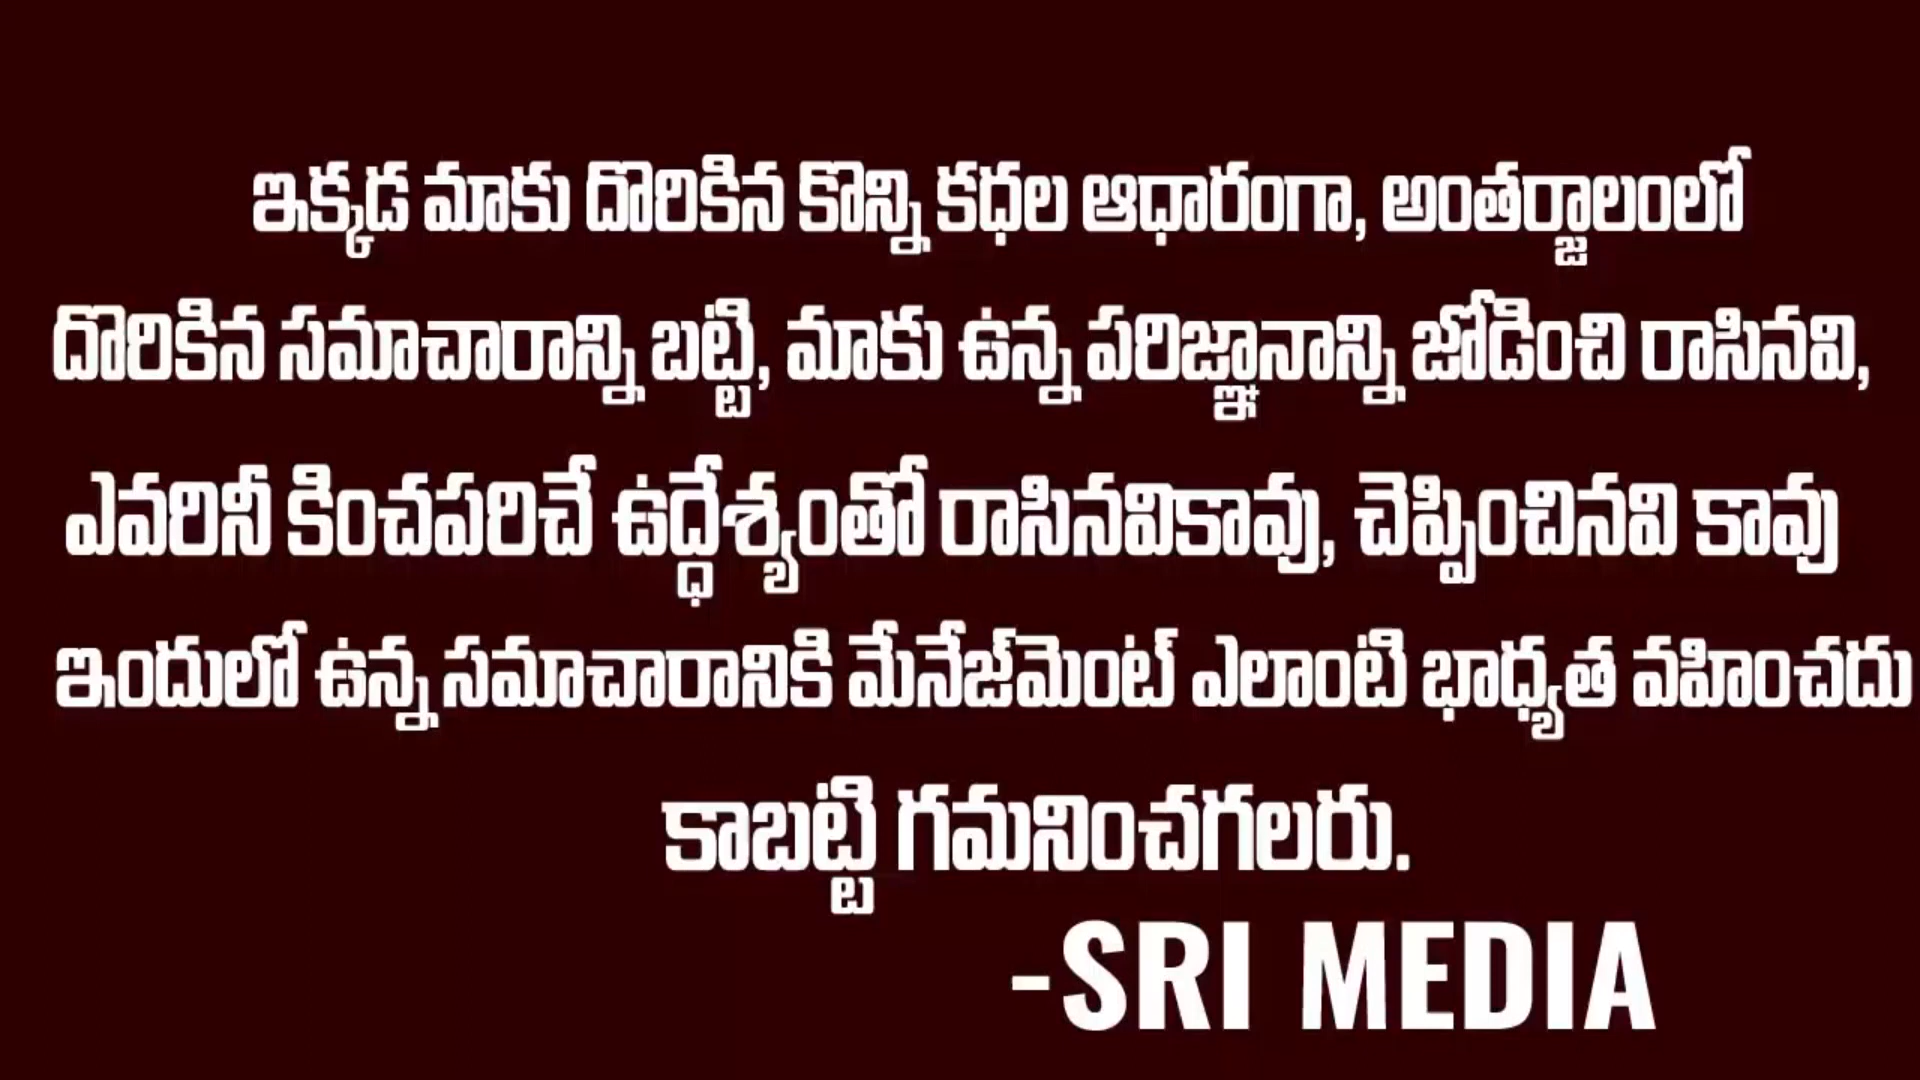 ఇక్కడ మాకు దొరికిన కొన్ని కధల ఆధారంగా, అంతర్జాలంలో
దొరికిన సమాచారాన్ని బట్టి, మాకు ఉన్న పరిజ్ఞానాన్ని జోడించి రాసినవి,
ఎవరినీ కించపరిచే ఉద్ధేశ్యంతో రాసినవికావు, చెప్పించినవి కావు
ఇందులో ఉన్న సమాచారానికి మేనేజ్‌మెంట్ ఎలాంటి భాధ్యత వహించదు
కాబట్టి గమనించగలరు.
-SRI MEDIA